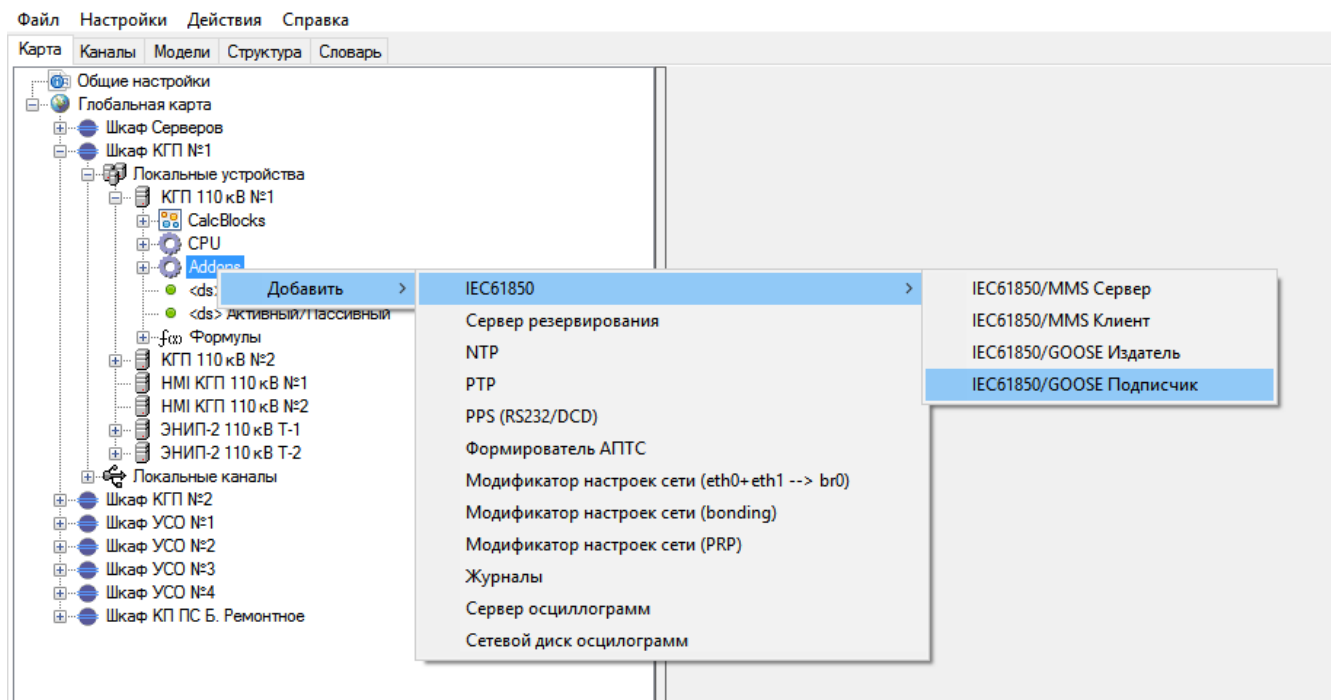 Файл Настройки Действия Справка
Карта Каналы Модели Структура Словарь
Общие настройки
Глобальная карта
Шкаф Серверов
Шкаф КГП №1
Локальные устройства
КГП 110 кВ №1
CalcBlocks
CPU
Addons
<ds>
<ds> Активный/Пассивный
Формулы
КГП 110 кВ №2
HMI КГП 110 кВ №1
HMI КГП 110 кВ №2
ЭНИП-2 110 кВ Т-1
ЭНИП-2 110 кВ Т-2
Локальные каналы
Шкаф КГП №2
Шкаф УСО №1
Шкаф УСО №2
Шкаф УСО №3
Шкаф УСО №4
Шкаф КП ПС Б. Ремонтное
Добавить
IEC61850
Сервер резервирования
NTP
PTP
PPS (RS232/DCD)
Формирователь АПТС
Модификатор настроек сети (eth0+eth1 --> br0)
Модификатор настроек сети (bonding)
Модификатор настроек сети (PRP)
Журналы
Сервер осциллограмм
Сетевой диск осцилограмм
IEC61850/MMS Сервер
IEC61850/MMS Клиент
IEC61850/GOOSE Издатель
IEC61850/GOOSE Подписчик